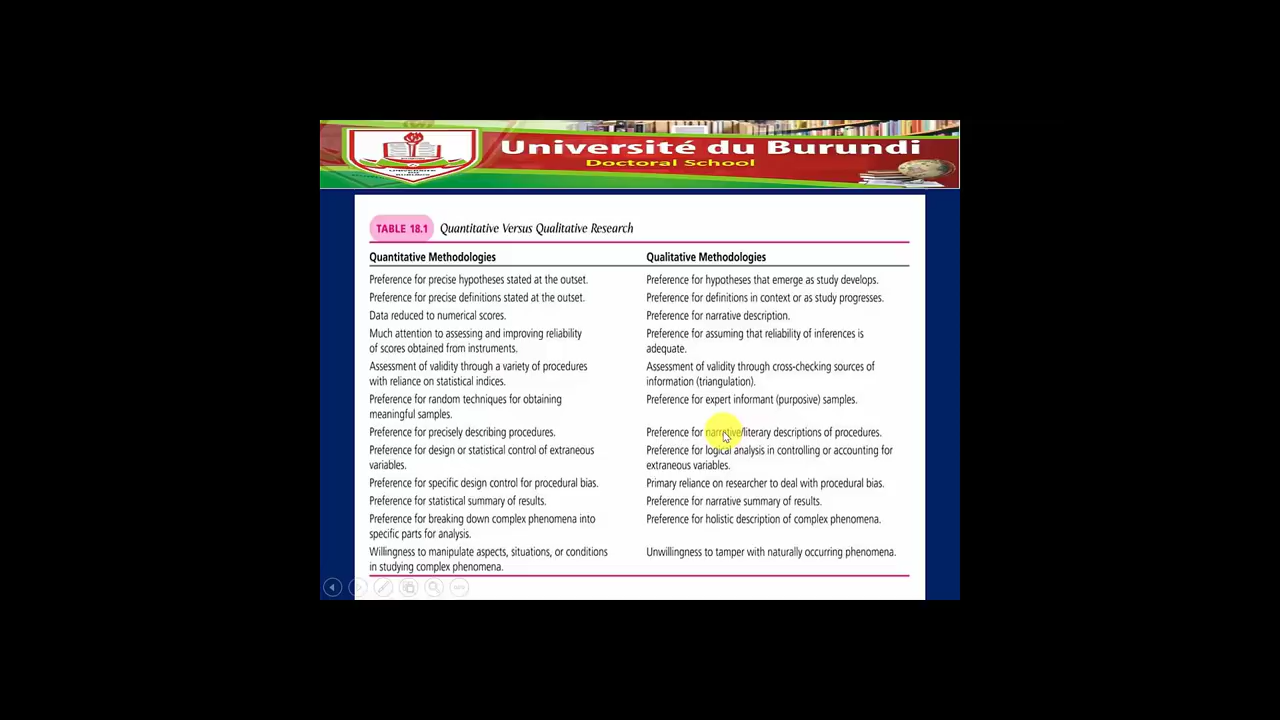 Université du Burundi
Doctoral School
TABLE 18.1 Quantitative Versus Qualitative Research
Quantitative Methodologies
Qualitative Methodologies
Preference for precise hypotheses stated at the outset.
Preference for hypotheses that emerge as study develops.
Preference for precise definitions stated at the outset.
Preference for definitions in context or as study progresses.
Data reduced to numerical scores.
Preference for narrative description.
Much attention to assessing and improving reliability
of scores obtained from instruments.
Preference for assuming that reliability of inferences is
adequate.
Assessment of validity through a variety of procedures
with reliance on statistical indices.
Assessment of validity through cross-checking sources of
information (triangulation).
Preference for random techniques for obtaining
meaningful samples.
Preference for expert informant (purposive) samples.
Preference for precisely describing procedures.
Preference for narrative/literary descriptions of procedures.
Preference for design or statistical control of extraneous
variables.
Preference for logical analysis in controlling or accounting for
extraneous variables.
Preference for specific design control for procedural bias.
Primary reliance on researcher to deal with procedural bias.
Preference for statistical summary of results.
Preference for narrative summary of results.
Preference for breaking down complex phenomena into
specific parts for analysis.
Preference for holistic description of complex phenomena.
Willingness to manipulate aspects, situations, or conditions
in studying complex phenomena.
Unwillingness to tamper with naturally occurring phenomena.